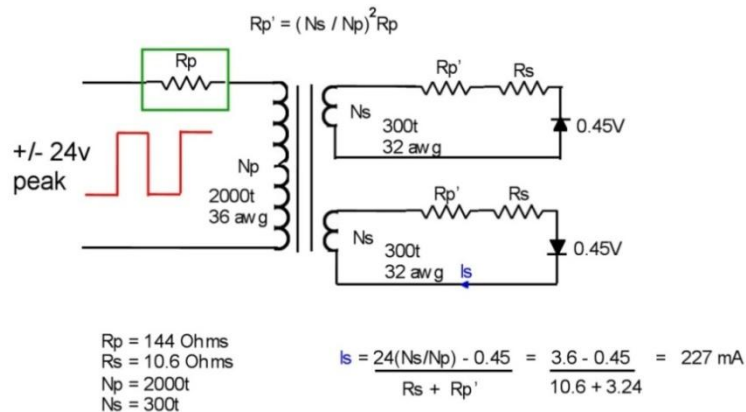 Rp' = (Ns / Np)²Rp
Rp
Rp'
Rs
Ns
300t
32 awg
0.45V
+/- 24v
peak
Np
2000t
36 awg
Rp'
Rs
Ns
300t
32 awg
Is
0.45V
Rp = 144 Ohms
Rs = 10.6 Ohms
Np = 2000t
Ns = 300t
Is = 24(Ns/Np) - 0.45 = 3.6 - 0.45 = 227 mA
Rs + Rp' 10.6 + 3.24